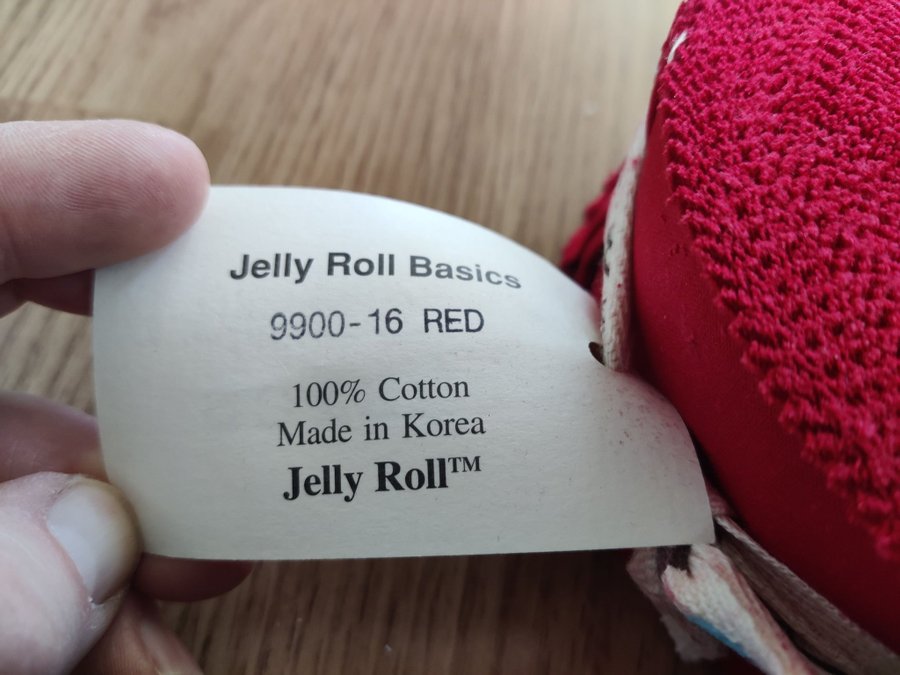 Jelly Roll Basics
9900-16 RED
100% Cotton
Made in Korea
Jelly Roll™